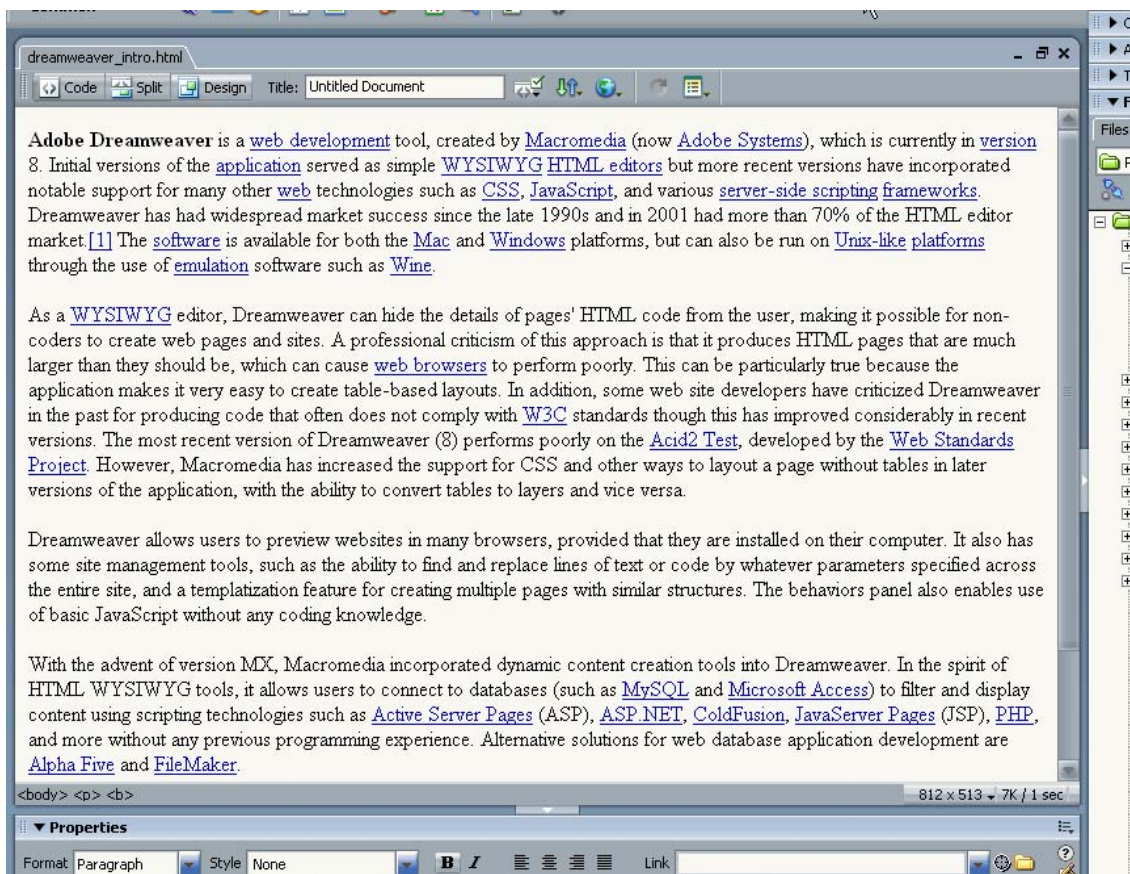 dreamweaver_intro.html
Code Split Design Title: Untitled Document
Files
Adobe Dreamweaver is a web development tool, created by Macromedia (now Adobe Systems), which is currently in version
8. Initial versions of the application served as simple WYSIWYG HTML editors but more recent versions have incorporated
notable support for many other web technologies such as CSS, JavaScript, and various server-side scripting frameworks.
Dreamweaver has had widespread market success since the late 1990s and in 2001 had more than 70% of the HTML editor
market.[1] The software is available for both the Mac and Windows platforms, but can also be run on Unix-like platforms
through the use of emulation software such as Wine.
As a WYSIWYG editor, Dreamweaver can hide the details of pages' HTML code from the user, making it possible for non-
coders to create web pages and sites. A professional criticism of this approach is that it produces HTML pages that are much
larger than they should be, which can cause web browsers to perform poorly. This can be particularly true because the
application makes it very easy to create table-based layouts. In addition, some web site developers have criticized Dreamweaver
in the past for producing code that often does not comply with W3C standards though this has improved considerably in recent
versions. The most recent version of Dreamweaver (8) performs poorly on the Acid2 Test, developed by the Web Standards
Project. However, Macromedia has increased the support for CSS and other ways to layout a page without tables in later
versions of the application, with the ability to convert tables to layers and vice versa.
Dreamweaver allows users to preview websites in many browsers, provided that they are installed on their computer. It also has
some site management tools, such as the ability to find and replace lines of text or code by whatever parameters specified across
the entire site, and a templatization feature for creating multiple pages with similar structures. The behaviors panel also enables use
of basic JavaScript without any coding knowledge.
With the advent of version MX, Macromedia incorporated dynamic content creation tools into Dreamweaver. In the spirit of
HTML WYSIWYG tools, it allows users to connect to databases (such as MySQL and Microsoft Access) to filter and display
content using scripting technologies such as Active Server Pages (ASP), ASP.NET, ColdFusion, JavaServer Pages (JSP), PHP,
and more without any previous programming experience. Alternative solutions for web database application development are
Alpha Five and FileMaker.
<body> <p> <b> 812 x 513 7K / 1 sec
Properties
Format Paragraph Style None B I Link